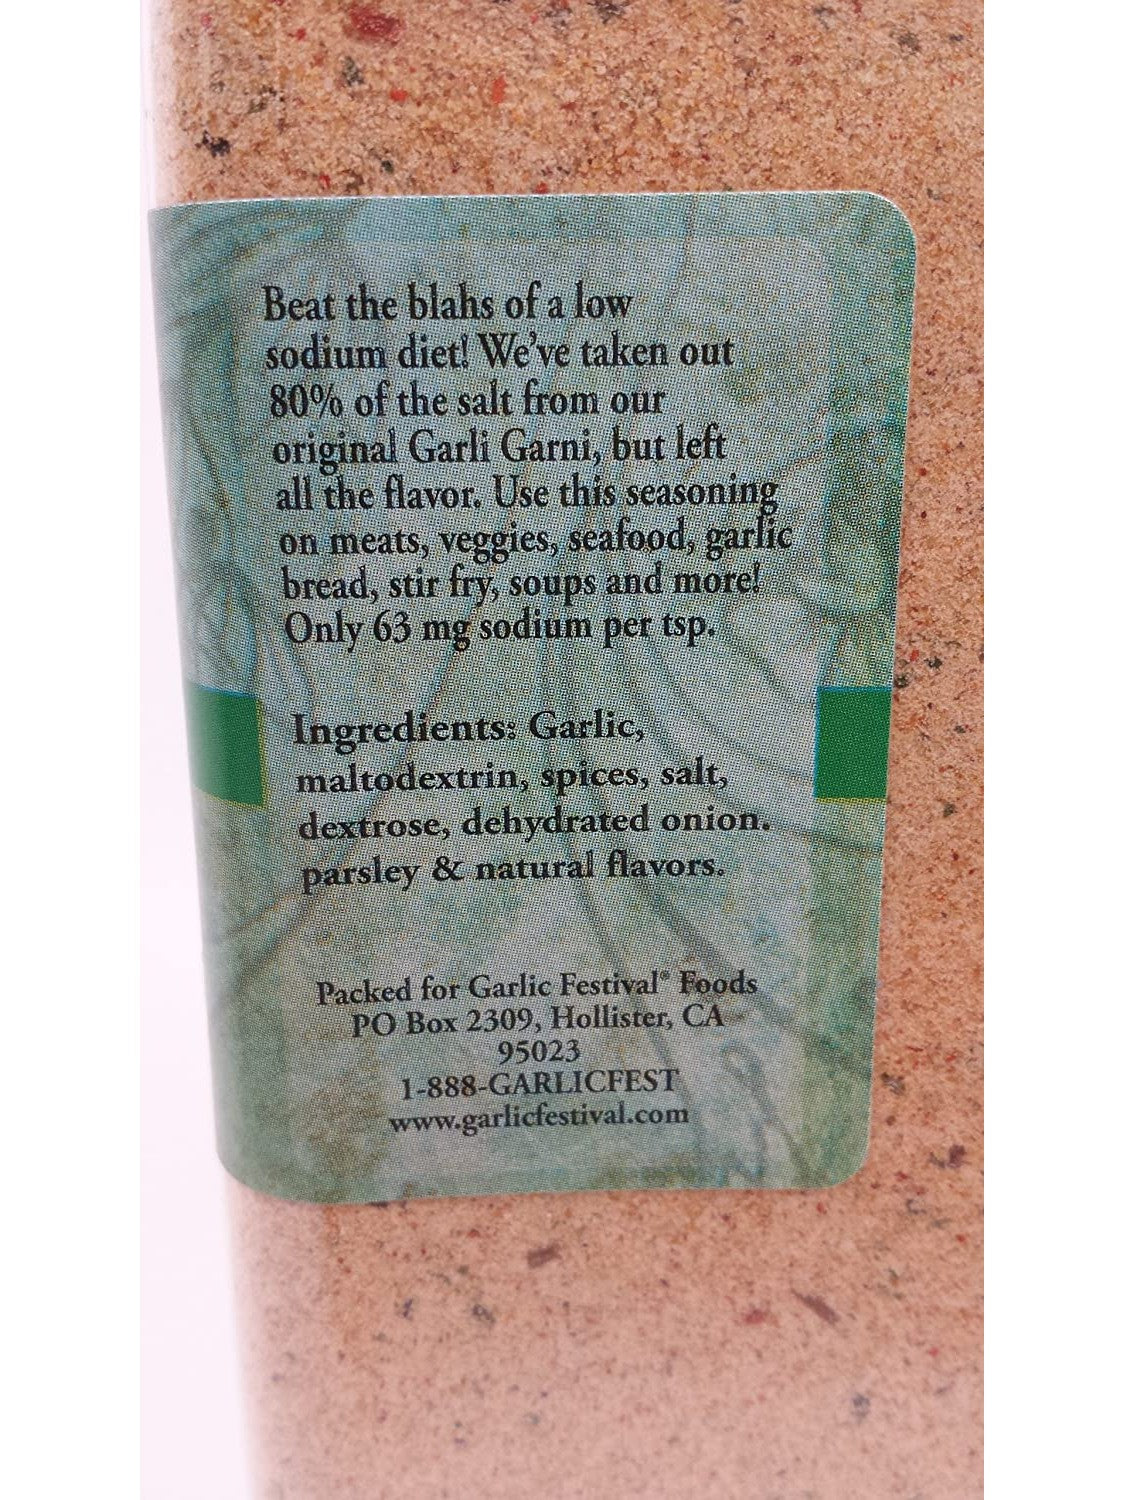 Beat the blahs of a low
sodium diet! We've taken out
80% of the salt from our
original Garli Garni, but left
all the flavor. Use this seasoning
on meats, veggies, seafood, garlic
bread, stir fry, soups and more!
Only 63 mg sodium per tsp.
Ingredients: Garlic,
maltodextrin, spices, salt,
dextrose, dehydrated onion.
parsley & natural flavors.
Packed for Garlic Festival® Foods
PO Box 2309, Hollister, CA
95023
1-888-GARLICFEST
www.garlicfestival.com